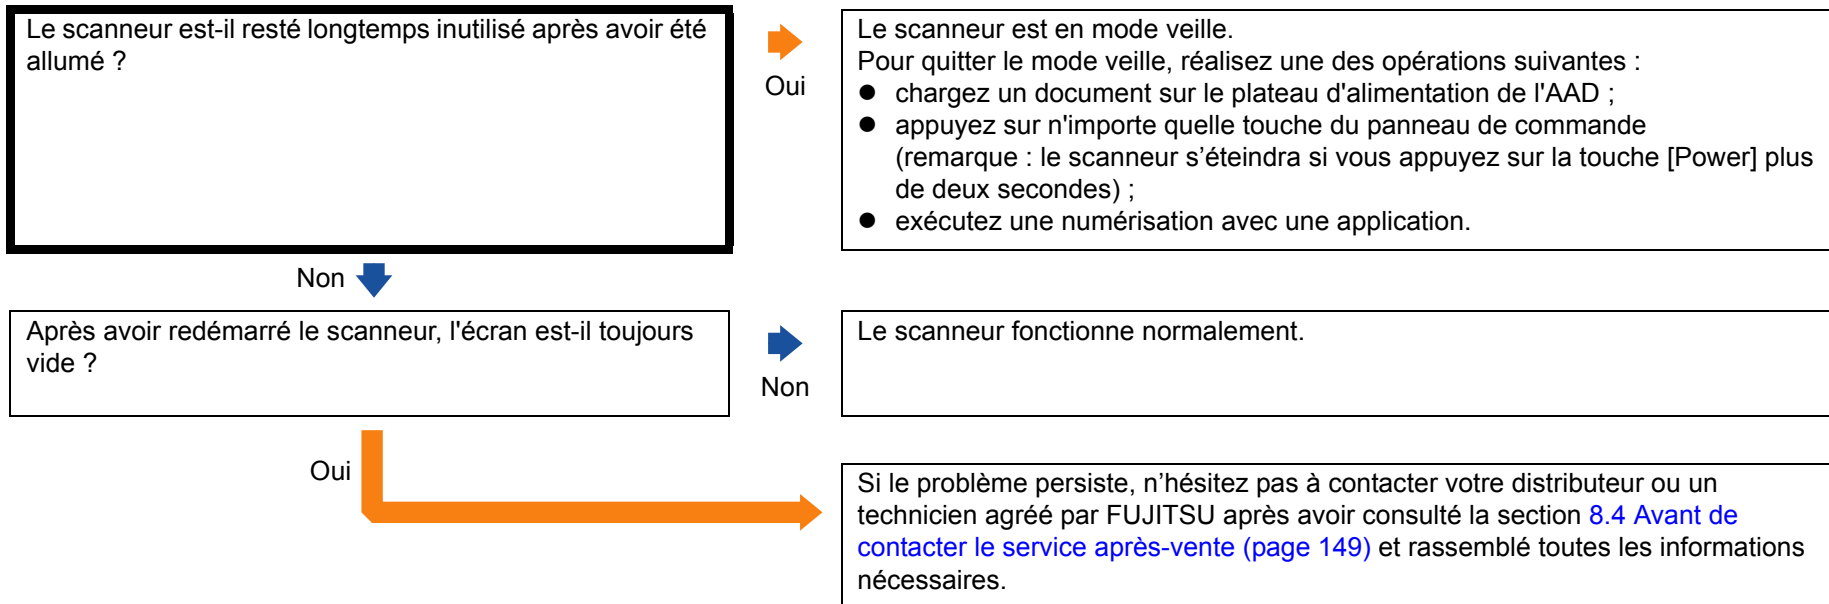 Le scanneur est-il resté longtemps inutilisé après avoir été
allumé ?
Oui
Le scanneur est en mode veille.
Pour quitter le mode veille, réalisez une des opérations suivantes :
● chargez un document sur le plateau d'alimentation de l'AAD ;
● appuyez sur n'importe quelle touche du panneau de commande
(remarque : le scanneur s’éteindra si vous appuyez sur la touche [Power] plus
de deux secondes) ;
● exécutez une numérisation avec une application.
Non
Après avoir redémarré le scanneur, l'écran est-il toujours
vide ?
Non
Le scanneur fonctionne normalement.
Oui
Si le problème persiste, n’hésitez pas à contacter votre distributeur ou un
technicien agréé par FUJITSU après avoir consulté la section 8.4 Avant de
contacter le service après-vente (page 149) et rassemblé toutes les informations
nécessaires.